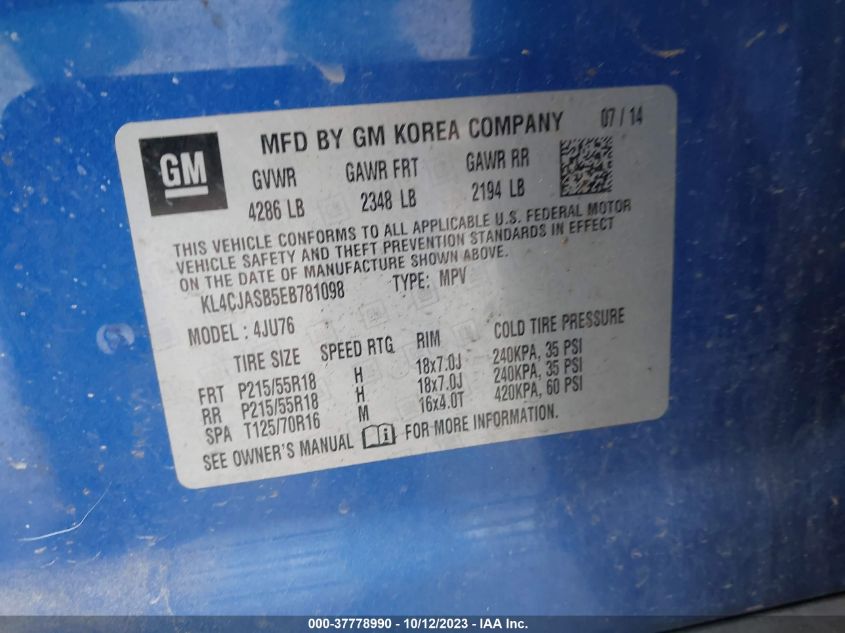 GM
MFD BY GM KOREA COMPANY 07/14
GVWR GAWR FRT GAWR RR
4286 LB 2348 LB 2194 LB
THIS VEHICLE CONFORMS TO ALL APPLICABLE U.S. FEDERAL MOTOR
VEHICLE SAFETY AND THEFT PREVENTION STANDARDS IN EFFECT
ON THE DATE OF MANUFACTURE SHOWN ABOVE.
KL4CJASB5EB781098 TYPE: MPV
MODEL : 4JU76
TIRE SIZE SPEED RTG RIM COLD TIRE PRESSURE
FRT P215/55R18 H 18x7.0J 240KPA, 35 PSI
RR P215/55R18 H 18x7.0J 240KPA, 35 PSI
SPA T125/70R16 M 16x4.0T 420KPA, 60 PSI
SEE OWNER'S MANUAL i FOR MORE INFORMATION.
000-37778990 - 10/12/2023 - IAA Inc.